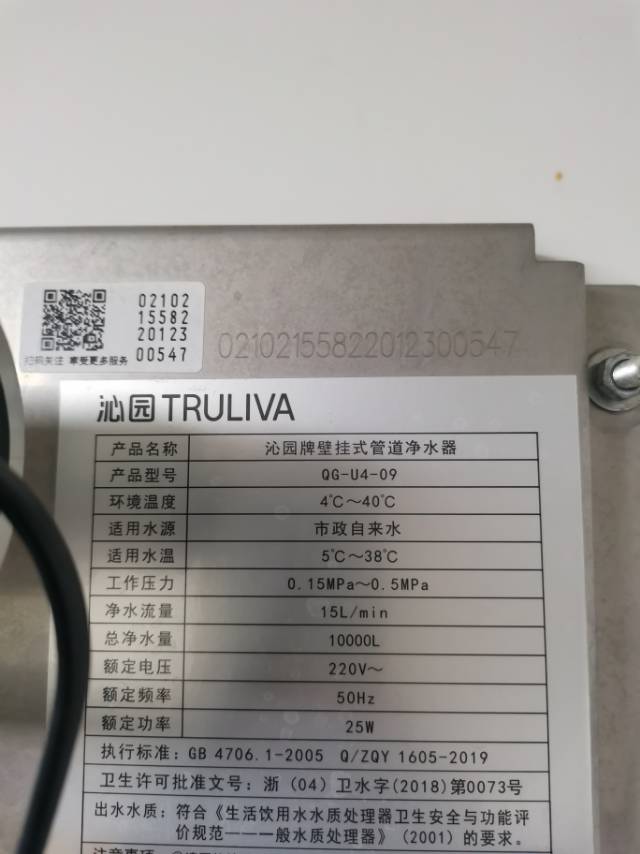 02102
15582
20123
00547
扫码关注 享受更多服务
02102155822012300547
沁园TRULIVA
产品名称 沁园牌壁挂式管道净水器
产品型号 QG-U4-09
环境温度 4℃~40℃
适用水源 市政自来水
适用水温 5℃~38℃
工作压力 0.15MPa~0.5MPa
净水流量 15L/min
总净水量 10000L
额定电压 220V~
额定频率 50Hz
额定功率 25W
执行标准：GB 4706.1-2005 Q/ZQY 1605-2019
卫生许可批准文号：浙（04）卫水字(2018)第0073号
出水水质：符合《生活饮用水水质处理器卫生安全与功能评
价规范——一般水质处理器》（2001）的要求。